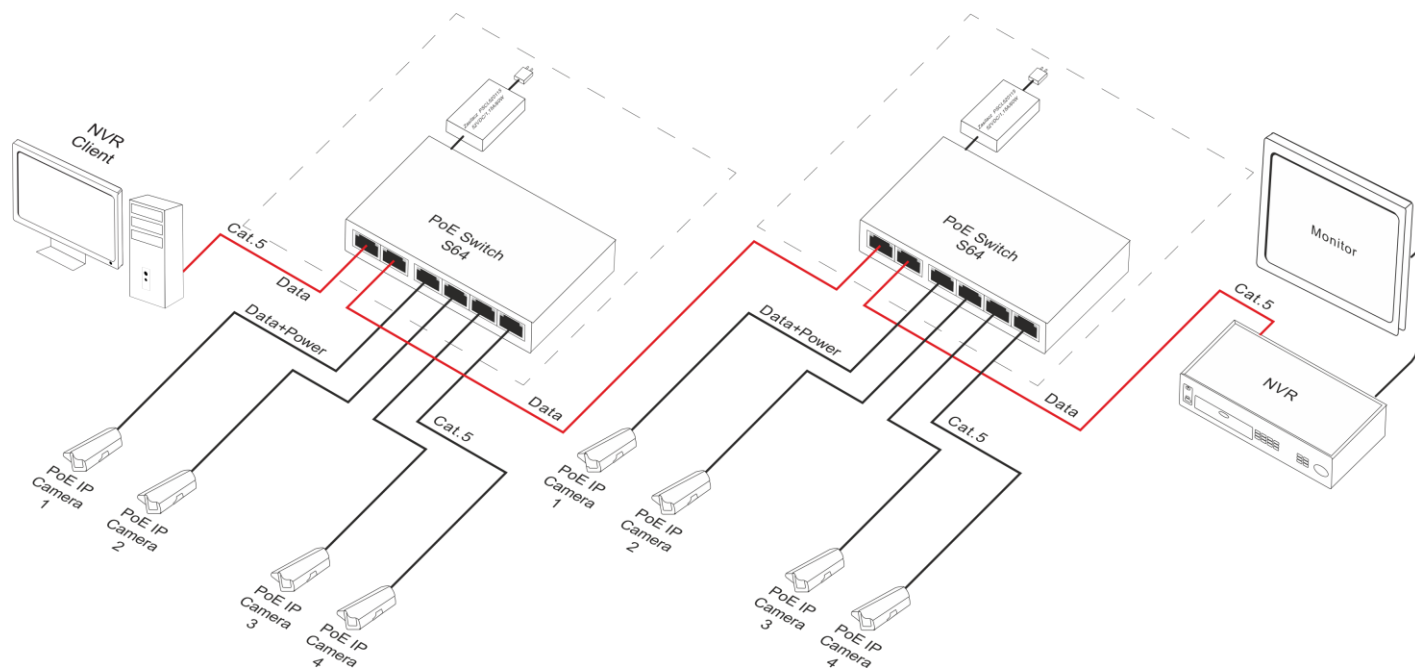 NVR
Client
Cat.5
Data
PoE Switch
S64
Data+Power
Data
Cat.5
PoE IP
Camera
1
PoE IP
Camera
2
PoE IP
Camera
3
PoE IP
Camera
4
PoE Switch
S64
Data+Power
Data
Cat.5
Cat.5
PoE IP
Camera
1
PoE IP
Camera
2
PoE IP
Camera
3
PoE IP
Camera
4
Monitor
NVR